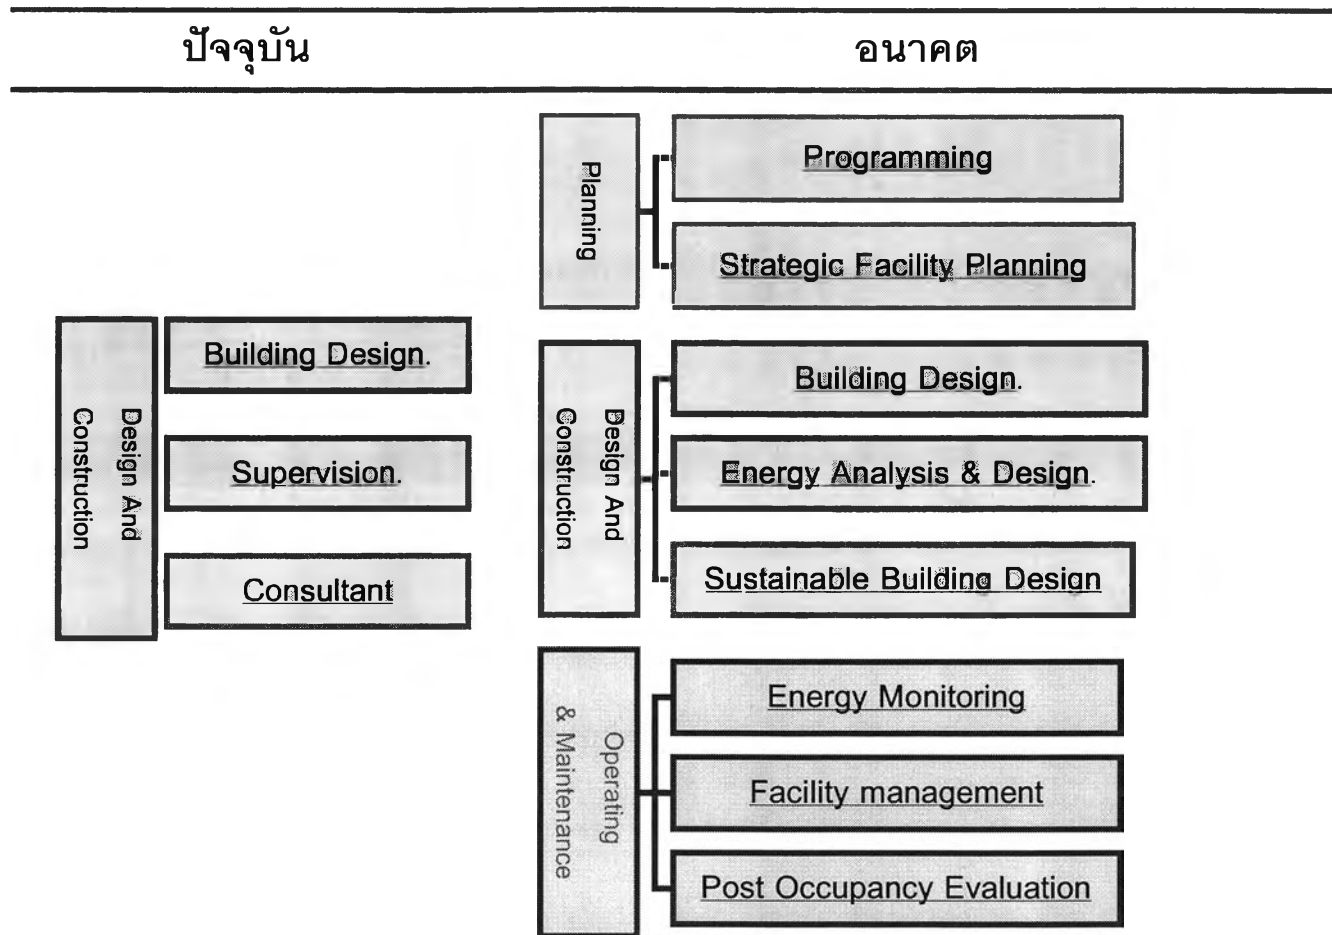 ปัจจุบัน
อนาคต
Design And
Construction
Building Design.
Supervision.
Consultant
Planning
Programming
Strategic Facility Planning
Design And
Construction
Building Design.
Energy Analysis & Design.
Sustainable Building Design
Operating
& Maintenance
Energy Monitoring
Facility management
Post Occupancy Evaluation